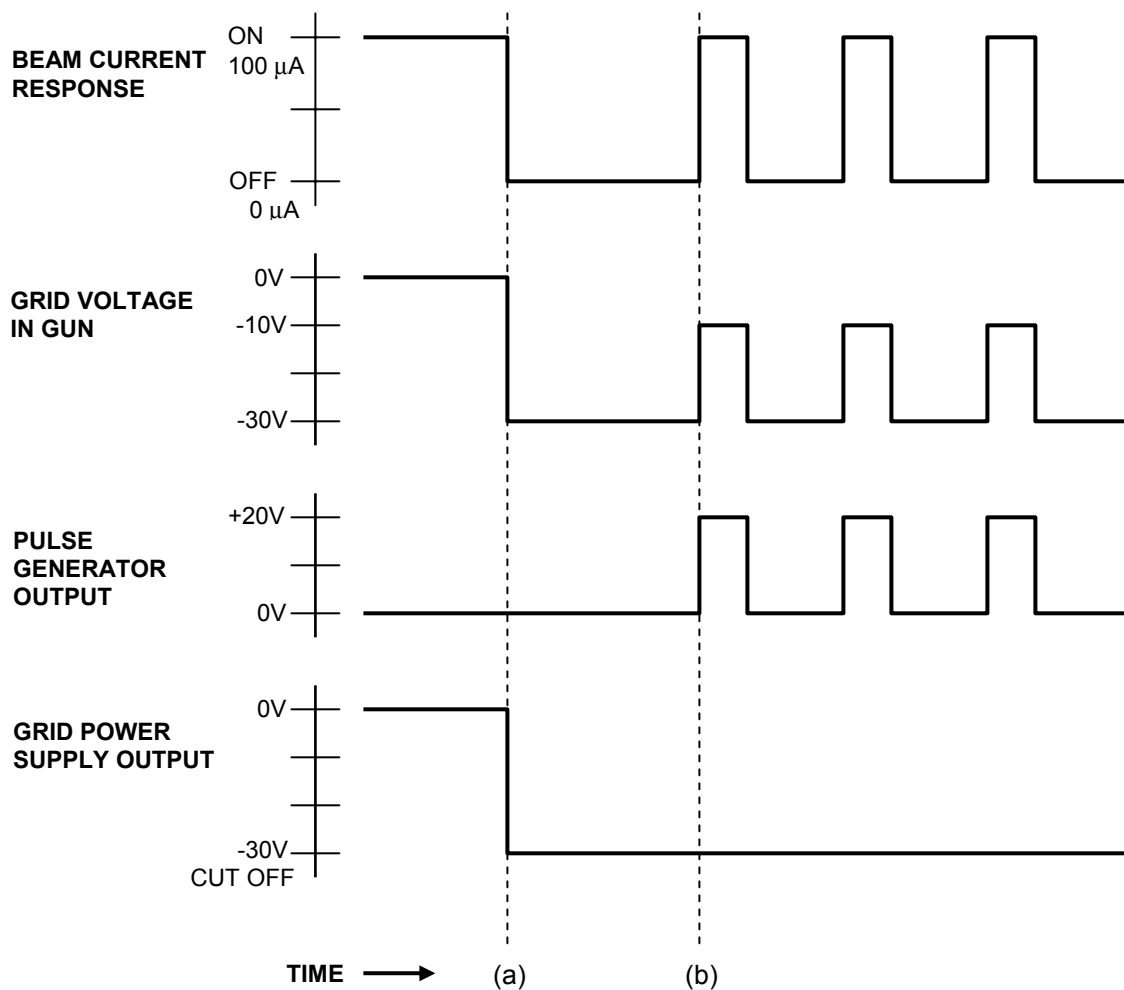 BEAM CURRENT
RESPONSE
ON
100 μA
OFF
0 μA
GRID VOLTAGE
IN GUN
0V
-10V
-30V
PULSE
GENERATOR
OUTPUT
+20V
0V
GRID POWER
SUPPLY OUTPUT
0V
-30V
CUT OFF
TIME
(a)
(b)